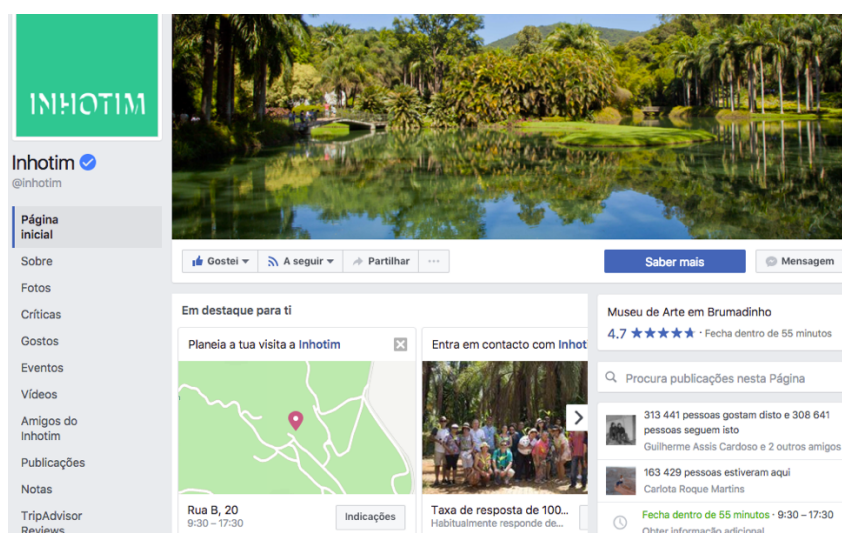 INHOTIM
Inhotim
@inhotim
Página
inicial
Sobre
Fotos
Críticas
Gostos
Eventos
Vídeos
Amigos do
Inhotim
Publicações
Notas
TripAdvisor
Reviews
Gostei
A seguir
Partilhar
...
Saber mais
Mensagem
Em destaque para ti
Planeia a tua visita a Inhotim
Rua B, 20
9:30 – 17:30
Indicações
Entra em contacto com Inhot
Taxa de resposta de 100...
Habitualmente responde de...
Museu de Arte em Brumadinho
4.7 ★★★★★ · Fecha dentro de 55 minutos
Procura publicações nesta Página
313 441 pessoas gostam disto e 308 641
pessoas seguem isto
Guilherme Assis Cardoso e 2 outros amigos
163 429 pessoas estiveram aqui
Carlota Roque Martins
Fecha dentro de 55 minutos · 9:30 – 17:30
Obter informação adicional